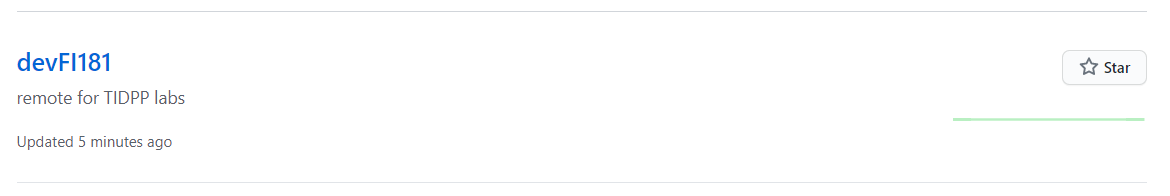 devFI181
Star
remote for TIDPP labs
Updated 5 minutes ago